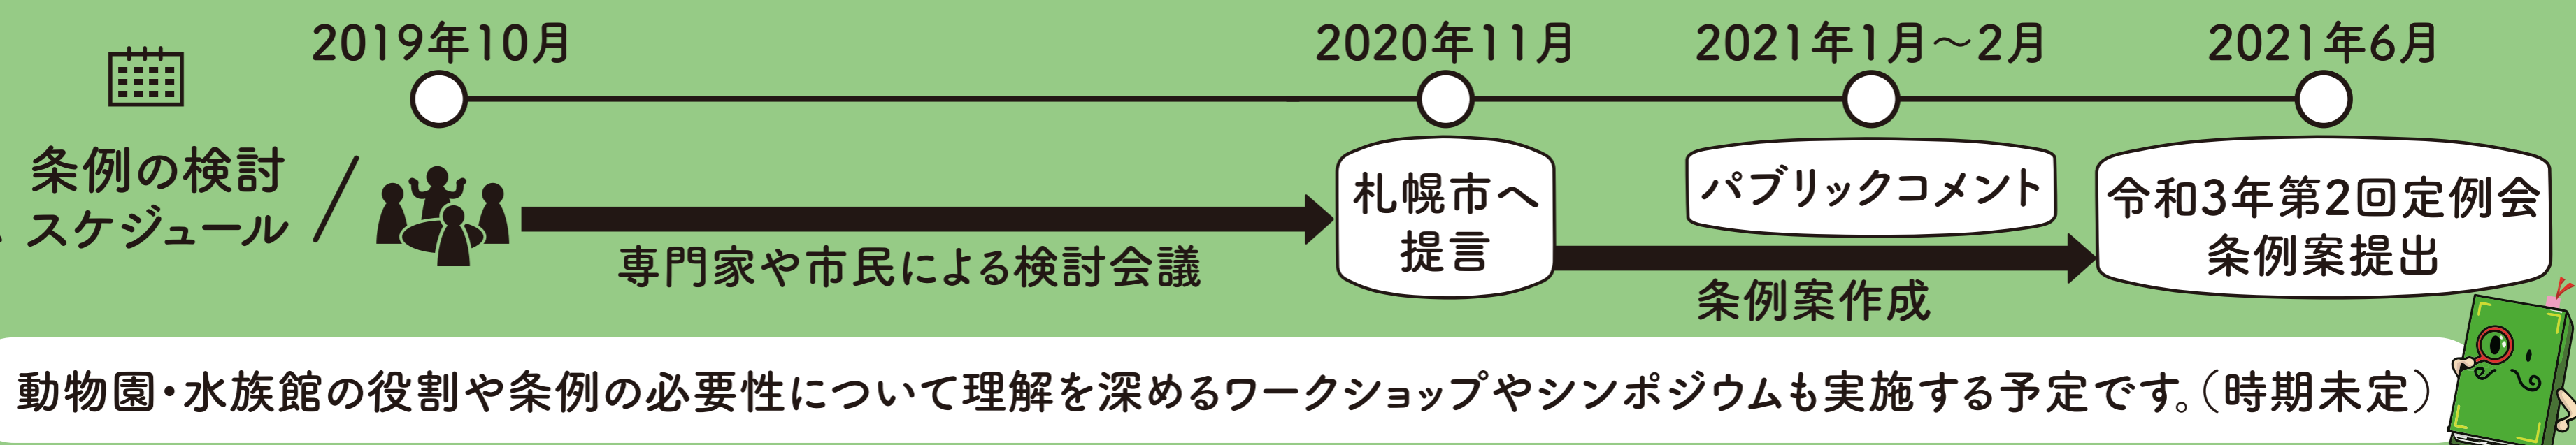 2019年10月
2020年11月
2021年1月～2月
2021年6月
条例の検討
スケジュール
専門家や市民による検討会議
札幌市へ
提言
パブリックコメント
条例案作成
令和3年第2回定例会
条例案提出
動物園・水族館の役割や条例の必要性について理解を深めるワークショップやシンポジウムも実施する予定です。（時期未定）